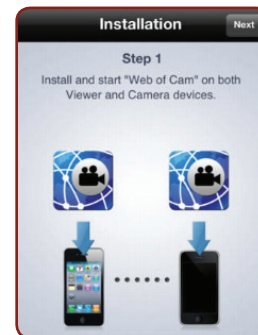 Installation
Next
Step 1
Install and start "Web of Cam" on both
Viewer and Camera devices.